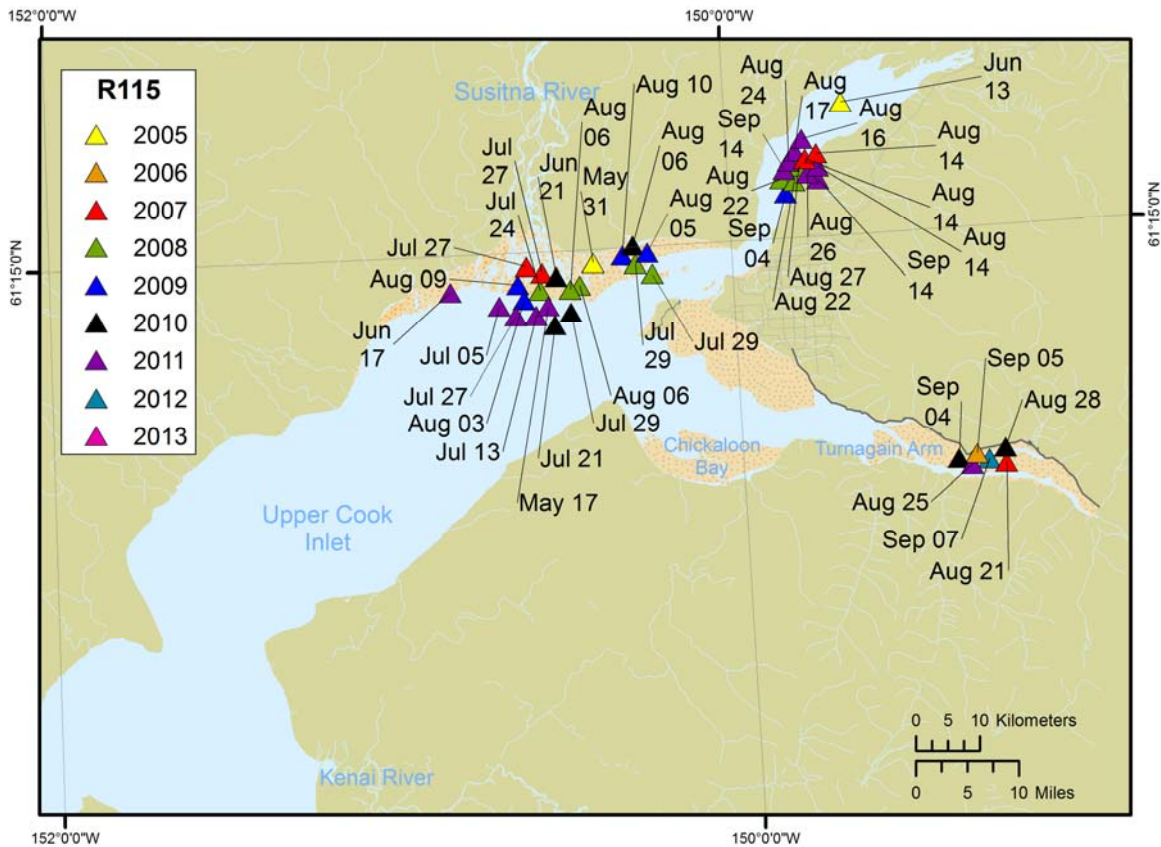 152°0'0"W
150°0'0"W
R115
2005
2006
2007
2008
2009
2010
2011
2012
2013
61°15'0"N
61°15'0"N
Susitna River
Aug 10
Aug
06
Aug
06
Jul
27
Jun
21
May
31
Jul
24
Aug
05
Jul 27
Aug 09
Jun
17
Jul 05
Jul 27
Aug 03
Jul 13
May 17
Jul 21
Jul 29
Aug 06
Jul
29
Jul 29
Aug
24
Aug
17
Jun
13
Aug
16
Sep
14
Aug
14
Aug
22
Aug
14
Sep
04
Aug
26
Aug
14
Sep
14
Aug 27
Aug 22
Sep 05
Sep
04
Aug 28
Chickaloon
Bay
Turnagain Arm
Aug 25
Sep 07
Aug 21
Upper Cook
Inlet
Kenai River
0 5 10 Kilometers
0 5 10 Miles
152°0'0"W
150°0'0"W